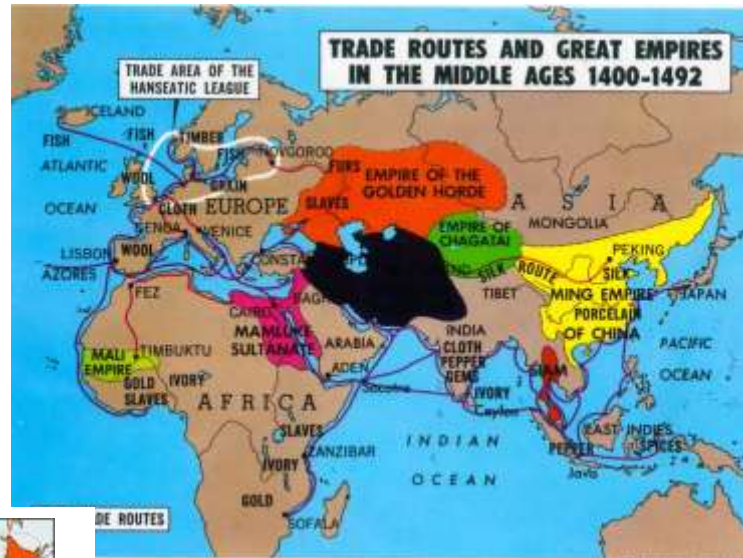 TRADE ROUTES AND GREAT EMPIRES
IN THE MIDDLE AGES 1400-1492
TRADE AREA OF THE
HANSEATIC LEAGUE
ICELAND
FISH
FISH
TIMBER
FISH
NOVGOROD
ATLANTIC
OCEAN
WOOL
GRAIN
CLOTH
EUROPE
FURS
SLAVES
EMPIRE OF THE
GOLDEN HORDE
ASIA
MONGOLIA
EMPIRE OF
CHAGATAI
GENOA
VENICE
LISBON
WOOL
AZORES
CONSTA
SILK ROUTE
PEKING
SILK
TIBET
MING EMPIRE
PORCELAIN
OF CHINA
JAPAN
FEZ
CAIRO
BAGH
MAMLUKE
SULTANATE
ARABIA
INDIA
CLOTH
PEPPER
GEMS
PACIFIC
OCEAN
MALI
EMPIRE
TIMBUKTU
GOLD
SLAVES
IVORY
ADEN
Socotra
SIAM
AFRICA
IVORY
Ceylon
SLAVES
ZANZIBAR
INDIAN
OCEAN
PEPPER
EAST INDIES
SPICES
Java
IVORY
GOLD
SOFALA
DE ROUTES